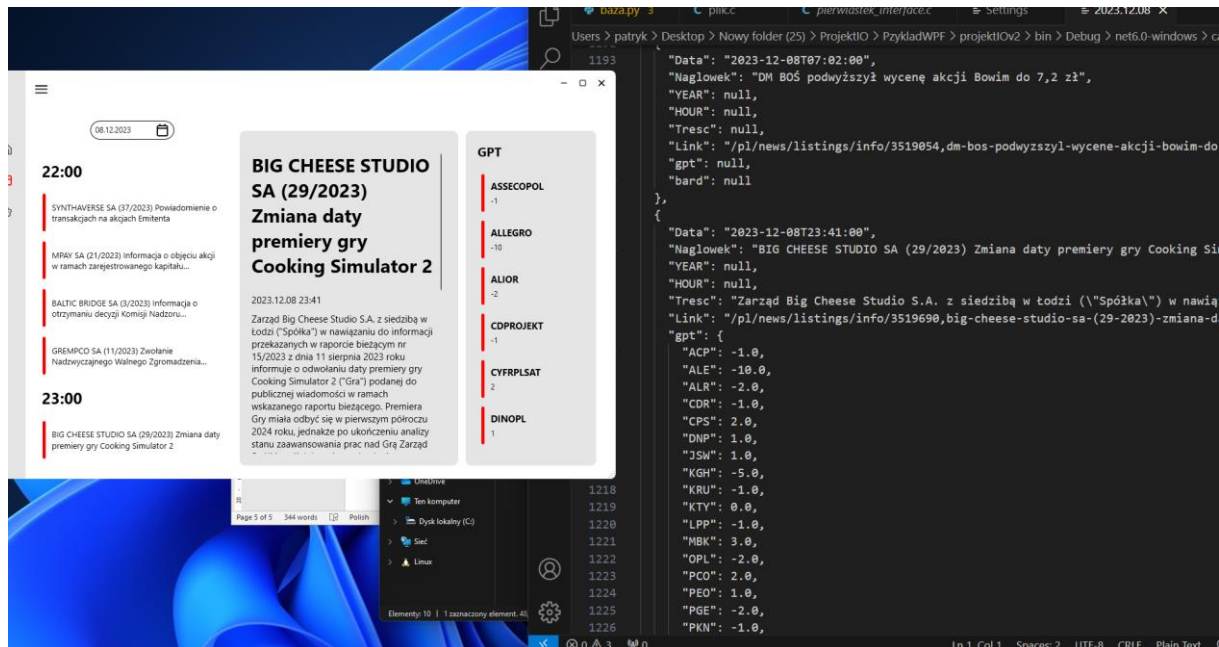 08.12.2023
22:00
SYNTHAVERSE SA (37/2023) Powiadomienie o
transakcjach na akcjach Emitenta
MPAY SA (21/2023) Informacja o objęciu akcji
w ramach zarejestrowanego kapitału...
BALTIC BRIDGE SA (3/2023) Informacja o
otrzymaniu decyzji Komisji Nadzoru...
GREMPCO SA (11/2023) Zwołanie
Nadzwyczajnego Walnego Zgromadzenia...
23:00
BIG CHEESE STUDIO SA (29/2023) Zmiana daty
premiery gry Cooking Simulator 2
BIG CHEESE STUDIO
SA (29/2023)
Zmiana daty
premiery gry
Cooking Simulator 2
2023.12.08 23:41
Zarząd Big Cheese Studio S.A. z siedzibą w
Łodzi ("Spółka") w nawiązaniu do informacji
przekazanych w raporcie bieżącym nr
15/2023 z dnia 11 sierpnia 2023 roku
informuje o odwołaniu daty premiery gry
Cooking Simulator 2 ("Gra") podanej do
publicznej wiadomości w ramach
wskazanego raportu bieżącego. Premiera
Gry miała odbyć się w pierwszym półroczu
2024 roku, jednakże po ukończeniu analizy
stanu zaawansowania prac nad Grą Zarząd
GPT
ASSECOPOL
-1
ALLEGRO
-10
ALIOR
-2
CDPROJEKT
-1
CYFRPLSAT
2
DINOPL
1
Page 5 of 5 344 words Polish
OneDrive
Ten komputer
Dysk lokalny (C:)
Sieć
Linux
Elementy: 10 | 1 zaznaczony element. 48,
baza.py 3 plik.c pierwiastek_interface.c Settings 2023.12.08
Users > patryk > Desktop > Nowy folder (25) > ProjektIO > PzykladWPF > projektIOv2 > bin > Debug > net6.0-windows > ca
1193 "Data": "2023-12-08T07:02:00",
"Naglowek": "DM BOŚ podwyższył wycenę akcji Bowim do 7,2 zł",
"YEAR": null,
"HOUR": null,
"Tresc": null,
"Link": "/pl/news/listings/info/3519054,dm-bos-podwyzszyl-wycene-akcji-bowim-do
"gpt": null,
"bard": null
},
{
"Data": "2023-12-08T23:41:00",
"Naglowek": "BIG CHEESE STUDIO SA (29/2023) Zmiana daty premiery gry Cooking Si
"YEAR": null,
"HOUR": null,
"Tresc": "Zarząd Big Cheese Studio S.A. z siedzibą w Łodzi (\"Spółka\") w nawią
"Link": "/pl/news/listings/info/3519690,big-cheese-studio-sa-(29-2023)-zmiana-da
"gpt": {
"ACP": -1.0,
"ALE": -10.0,
"ALR": -2.0,
"CDR": -1.0,
"CPS": 2.0,
"DNP": 1.0,
"JSW": 1.0,
1218 "KGH": -5.0,
"KRU": -1.0,
1219 "KTY": 0.0,
1220 "LPP": -1.0,
1221 "MBK": 3.0,
1222 "OPL": -2.0,
1223 "PCO": 2.0,
1224 "PEO": 1.0,
1225 "PGE": -2.0,
1226 "PKN": -1.0,
0 3 0 Ln 1, Col 1 Spaces: 2 UTF-8 CRLF Plain Text